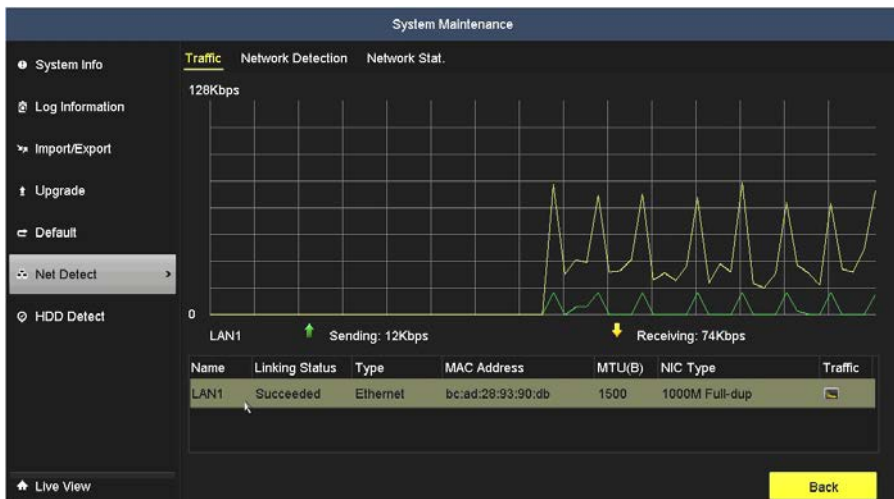 System Maintenance
System Info
Log Information
Import/Export
Upgrade
Default
Net Detect >
HDD Detect
Live View
Traffic Network Detection Network Stat.
128Kbps
0
LAN1 Sending: 12Kbps Receiving: 74Kbps
Name Linking Status Type MAC Address MTU(B) NIC Type Traffic
LAN1 Succeeded Ethernet bc:ad:28:93:90:db 1500 1000M Full-dup
Back